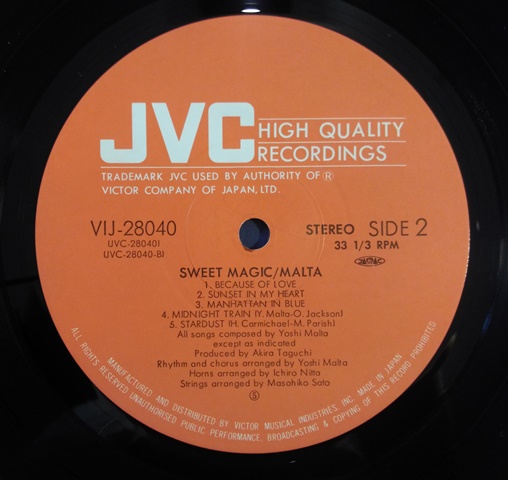 JVC
HIGH QUALITY
RECORDINGS
TRADEMARK JVC USED BY AUTHORITY OF ®
VICTOR COMPANY OF JAPAN, LTD.
VIJ-28040
(JVC-28040)
(JVC-28040-B)
STEREO SIDE 2
33 1/3 RPM
SWEET MAGIC/MALTA
1. BECAUSE OF LOVE
2. SUNSET IN MY HEART
3. MANHATTAN IN BLUE
4. MIDNIGHT TRAIN (Y. Malta-O. Jackson)
5. STARDUST (H. Carmichael-M. Parish)
All songs composed by Yoshi Malta
except as indicated
Produced by Akira Taguchi
Rhythm and chorus arranged by Yoshi Malta
Horns arranged by Ichiro Nitta
Strings arranged by Masahiko Sato
Ⓢ
MANUFACTURED AND DISTRIBUTED BY VICTOR MUSICAL INDUSTRIES, INC. MADE IN JAPAN
ALL RIGHTS RESERVED UNAUTHORISED PUBLIC PERFORMANCE, BROADCASTING & COPYING OF THIS RECORD PROHIBITED